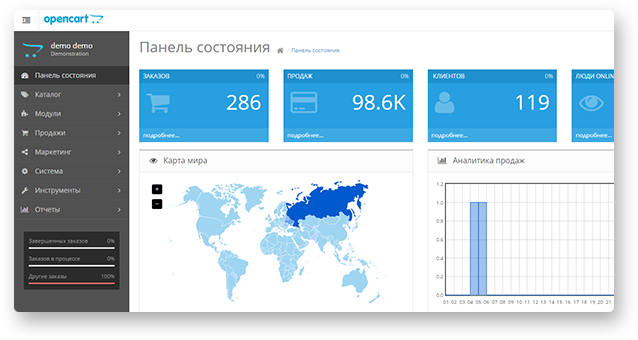 opencart
demo demo
Demonstration
Панель состояния
Каталог
Модули
Продажи
Маркетинг
Система
Инструменты
Отчеты
Завершенных заказов 0%
Заказов в процессе 0%
Другие заказы 100%
Панель состояния / Панель состояния
ЗАКАЗОВ 0%
286
подробнее...
ПРОДАЖ 0%
98.6K
подробнее...
КЛИЕНТОВ 0%
119
подробнее...
ЛЮДИ ONLIN
подробнее...
Карта мира
+
−
Аналитика продаж
1.2
1.0
0.8
0.6
0.4
0.2
0.0
01 02 03 04 05 06 07 08 09 10 11 12 13 14 15 16 17 18 19 20 21